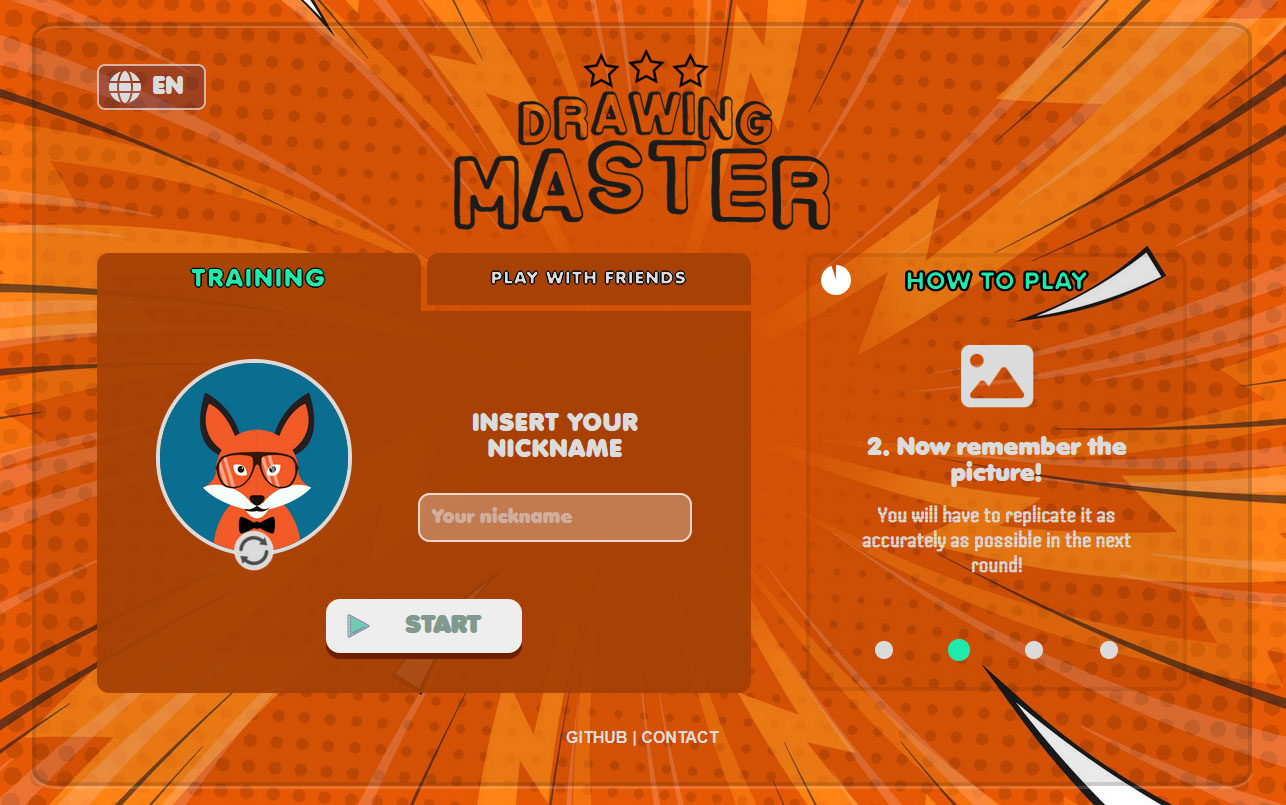 EN
DRAWING
MASTER
TRAINING
PLAY WITH FRIENDS
INSERT YOUR
NICKNAME
Your nickname
START
HOW TO PLAY
2. Now remember the
picture!
You will have to replicate it as
accurately as possible in the next
round!
GITHUB | CONTACT